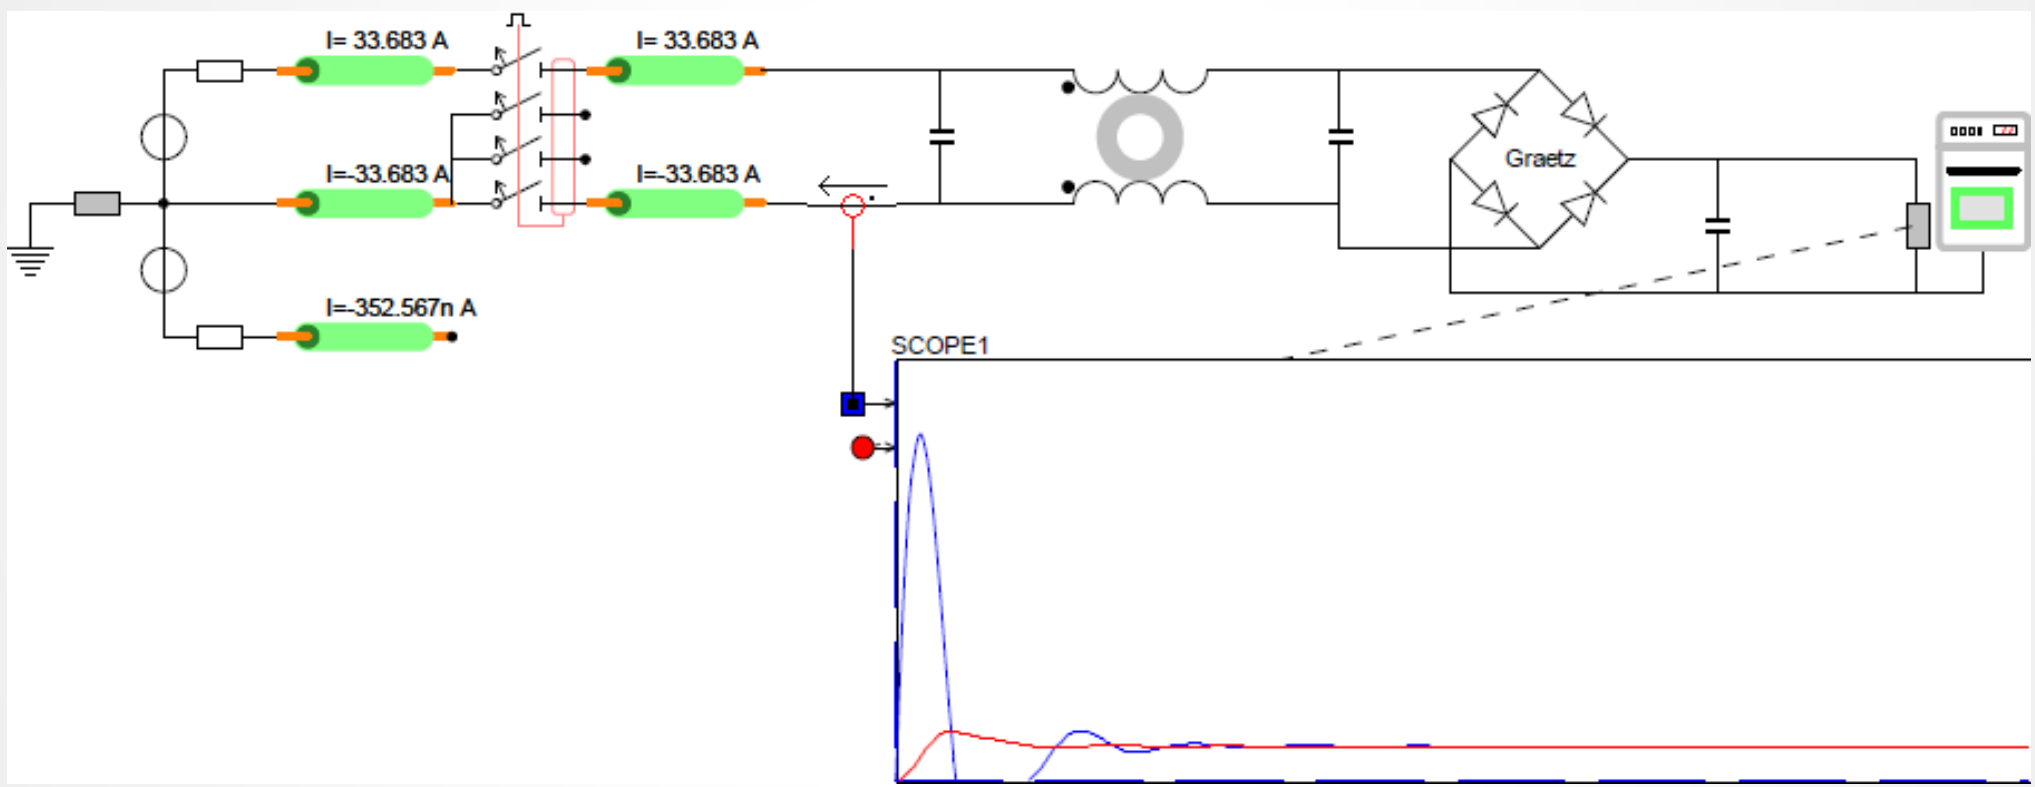 I= 33.683 A
I= 33.683 A
Graetz
I=-33.683 A
I=-33.683 A
I=-352.567n A
SCOPE1